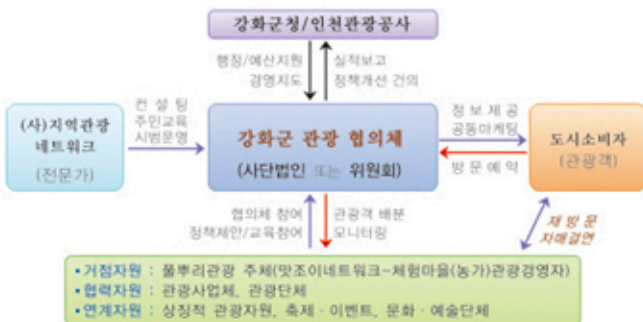 강화군청/인천관광공사
행정/예산지원
경영지도
실적보고
정책개선 건의
(사)지역관광
네트워크
(전문가)
컨설팅
주민교육
시범운영
강화군 관광 협의체
(사단법인 또는 위원회)
정보제공
공동마케팅
방문예약
도시소비자
(관광객)
협의체 참여
정책제안/교육참여
관광객 배분
모니터링
재방문
자매결연
• 거점자원 : 풀뿌리관광 주체(맛조이네트워크-체험마을(농가)관광경영자)
• 협력자원 : 관광사업체, 관광단체
• 연계자원 : 상징적 관광자원, 축제 · 이벤트, 문화 · 예술단체